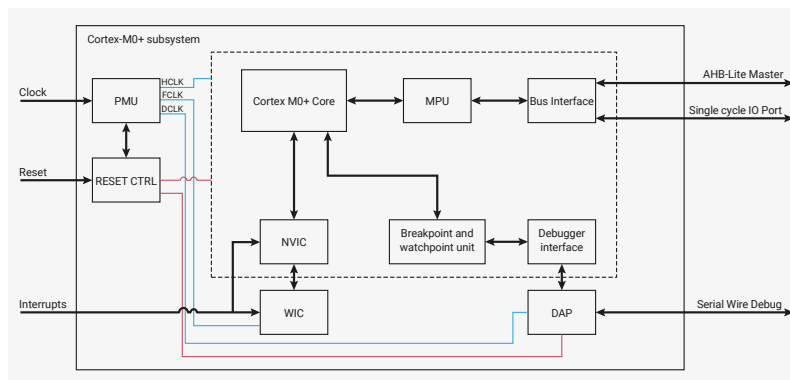 Cortex-M0+ subsystem
AHB-Lite Master
HCLK
Clock
PMU
FCLK
DCLK
Cortex M0+ Core
MPU
Bus Interface
Single cycle IO Port
Reset
RESET CTRL
NVIC
Breakpoint and
watchpoint unit
Debugger
interface
Interrupts
WIC
DAP
Serial Wire Debug